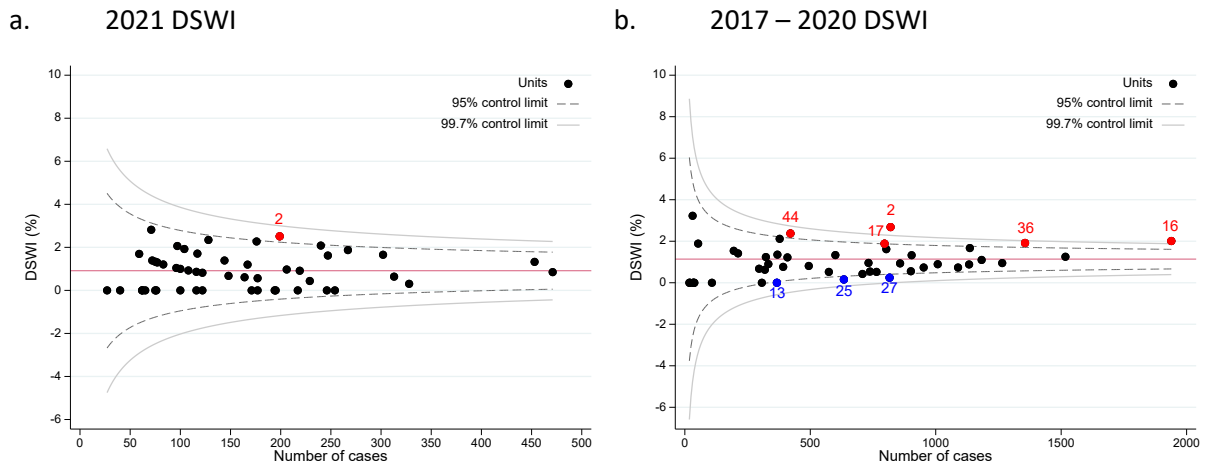 a. 2021 DSWI
b. 2017 – 2020 DSWI
10
8
6
4
2
0
-2
-4
-6
DSWI (%)
Units
95% control limit
99.7% control limit
2
0 50 100 150 200 250 300 350 400 450 500
Number of cases
10
8
6
4
2
0
-2
-4
-6
DSWI (%)
Units
95% control limit
99.7% control limit
44
2
17
36
16
13
25
27
0 500 1000 1500 2000
Number of cases